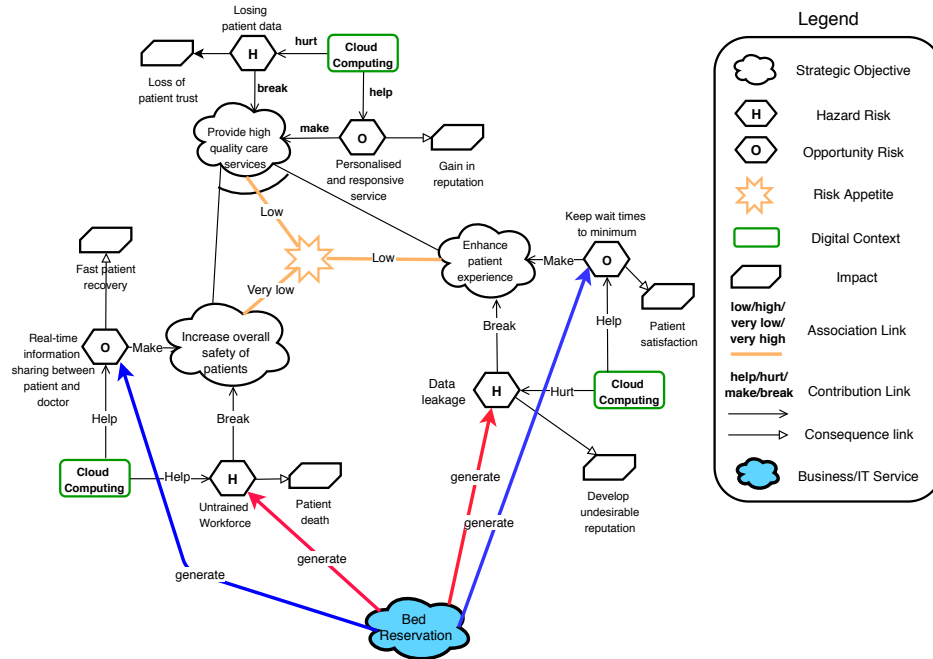 Losing
patient data
hurt
Cloud
Computing
H
Loss of
patient trust
break
help
Provide high
quality care
services
make
O
Personalised
and responsive
service
Gain in
reputation
Low
Low
Very low
Keep wait times
to minimum
Enhance
patient
experience
Make
O
Patient
satisfaction
Break
Help
Fast patient
recovery
Real-time
information
sharing between
patient and
doctor
O
Make
Increase overall
safety of
patients
Data
leakage
H
Hurt
Cloud
Computing
Help
Break
Cloud
Computing
Help
H
Untrained
Workforce
Patient
death
Develop
undesirable
reputation
generate
generate
generate
generate
Bed
Reservation
Legend
Strategic Objective
H
Hazard Risk
O
Opportunity Risk
Risk Appetite
Digital Context
Impact
low/high/
very low/
very high
Association Link
help/hurt/
make/break
Contribution Link
Consequence link
Business/IT Service